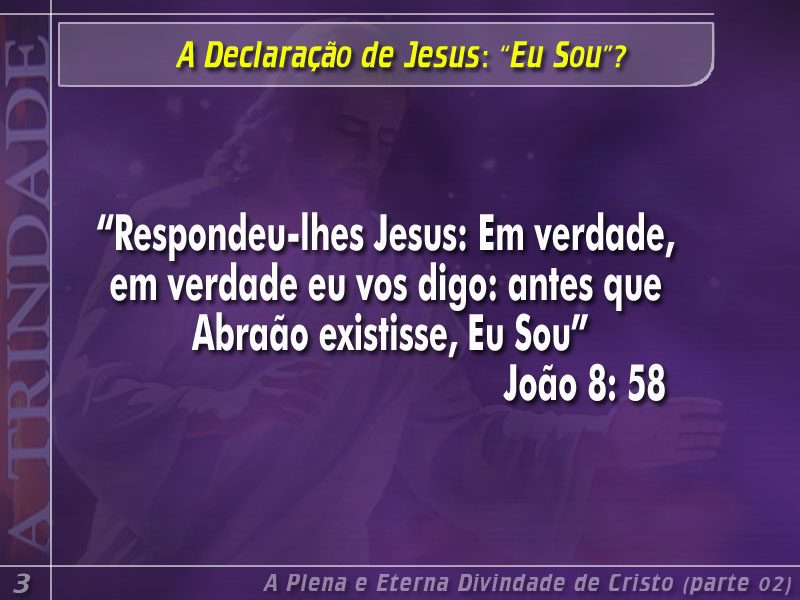 A Declaração de Jesus: “Eu Sou”?
A TRINDADE
“Respondeu-lhes Jesus: Em verdade,
em verdade eu vos digo: antes que
Abraão existisse, Eu Sou”
João 8: 58
3
A Plena e Eterna Divindade de Cristo (parte 02)